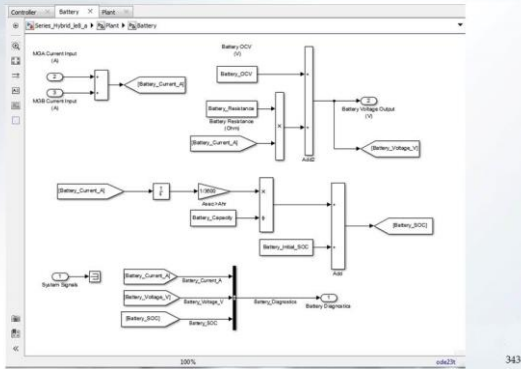 Controller
Battery
Plant
Series_Hybrid_lell_a
Plant
Battery
MGA Current Input
(A)
2
3
MGB Current Input
(A)
[Battery_Current_A]
Battery OCV
(V)
Battery_OCV
Battery_Resistance
Battery Resistance
(Ohm)
[Battery_Current_A]
Add2
2
Battery Voltage Output
(V)
[Battery_Voltage_V]
[Battery_Current_A]
1/3600
Asec>Ahr
Battery_Capacity
Battery_Initial_SOC
Add
[Battery_SOC]
1
System Signals
[Battery_Current_A]
Battery_Current_A
[Battery_Voltage_V]
Battery_Voltage_V
[Battery_SOC]
Battery_SOC
Battery_Diagnostics
1
Battery Diagnostics
100%
ode23t
343